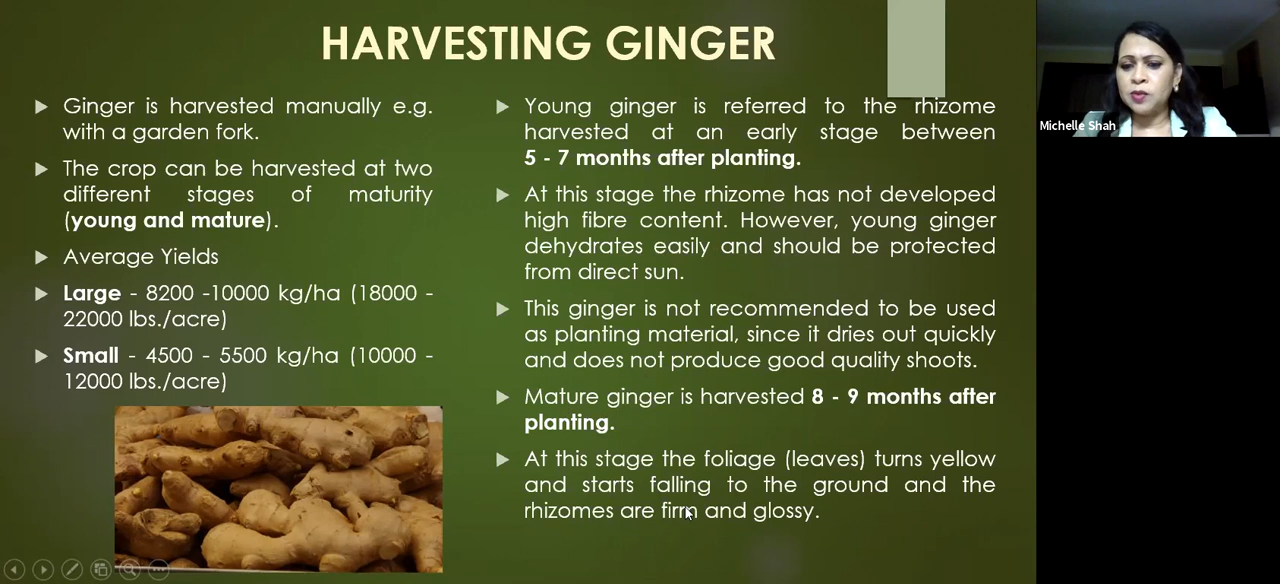 HARVESTING GINGER
Ginger is harvested manually e.g.
with a garden fork.
The crop can be harvested at two
different stages of maturity
(young and mature).
Average Yields
Large - 8200 -10000 kg/ha (18000 -
22000 lbs./acre)
Small - 4500 - 5500 kg/ha (10000 -
12000 lbs./acre)
Young ginger is referred to the rhizome
harvested at an early stage between
5 - 7 months after planting.
At this stage the rhizome has not developed
high fibre content. However, young ginger
dehydrates easily and should be protected
from direct sun.
This ginger is not recommended to be used
as planting material, since it dries out quickly
and does not produce good quality shoots.
Mature ginger is harvested 8 - 9 months after
planting.
At this stage the foliage (leaves) turns yellow
and starts falling to the ground and the
rhizomes are firm and glossy.
Michelle Shah